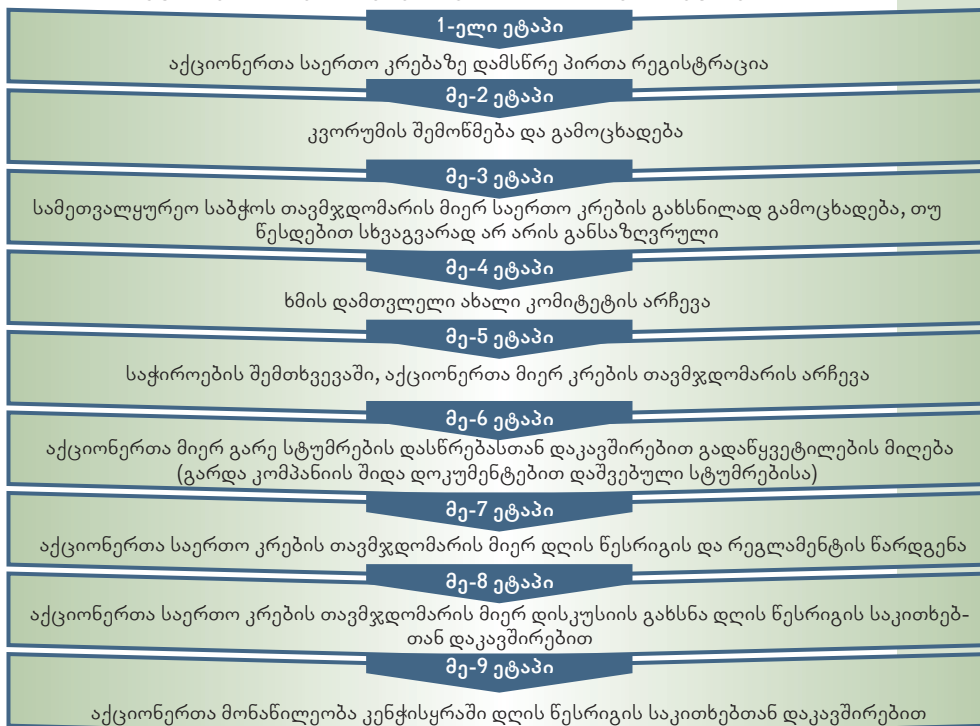 1-ელი ეტაპი
აქციონერთა საერთო კრებაზე დამსწრე პირთა რეგისტრაცია
მე-2 ეტაპი
კვორუმის შემოწმება და გამოცხადება
მე-3 ეტაპი
სამეთვალყურეო საბჭოს თავმჯდომარის მიერ საერთო კრების გახსნილად გამოცხადება, თუ
წესდებით სხვაგვარად არ არის განსაზღვრული
მე-4 ეტაპი
ხმის დამთვლელი ახალი კომიტეტის არჩევა
მე-5 ეტაპი
საჭიროების შემთხვევაში, აქციონერთა მიერ კრების თავმჯდომარის არჩევა
მე-6 ეტაპი
აქციონერთა მიერ გარე სტუმრების დასწრებასთან დაკავშირებით გადაწყვეტილების მიღება
(გარდა კომპანიის შიდა დოკუმენტებით დაშვებული სტუმრებისა)
მე-7 ეტაპი
აქციონერთა საერთო კრების თავმჯდომარის მიერ დღის წესრიგის და რეგლამენტის წარდგენა
მე-8 ეტაპი
აქციონერთა საერთო კრების თავმჯდომარის მიერ დისკუსიის გახსნა დღის წესრიგის საკითხებ-
თან დაკავშირებით
მე-9 ეტაპი
აქციონერთა მონაწილეობა კენჭისყრაში დღის წესრიგის საკითხებთან დაკავშირებით